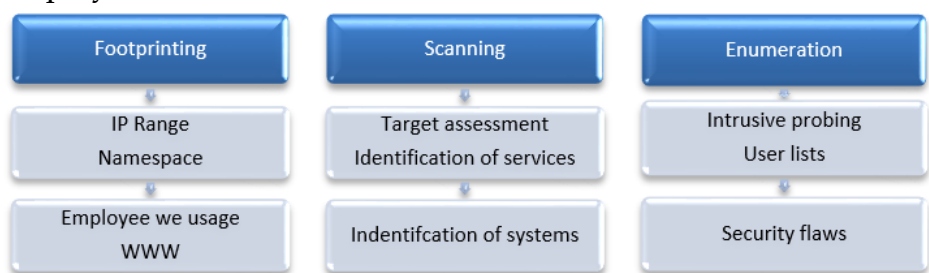 Footprinting
IP Range
Namespace
Employee we usage
WWW
Scanning
Target assessment
Identification of services
Indentifcation of systems
Enumeration
Intrusive probing
User lists
Security flaws